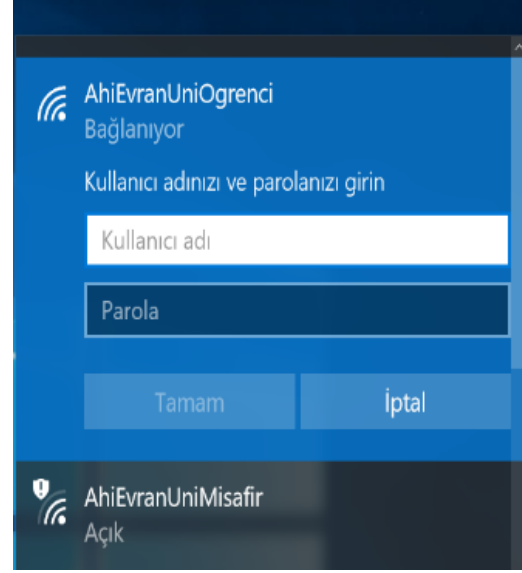 AhiEvranUniOgrenci
Bağlanıyor
Kullanıcı adınızı ve parolanızı girin
Kullanıcı adı
Parola
Tamam
İptal
AhiEvranUniMisafir
Açık